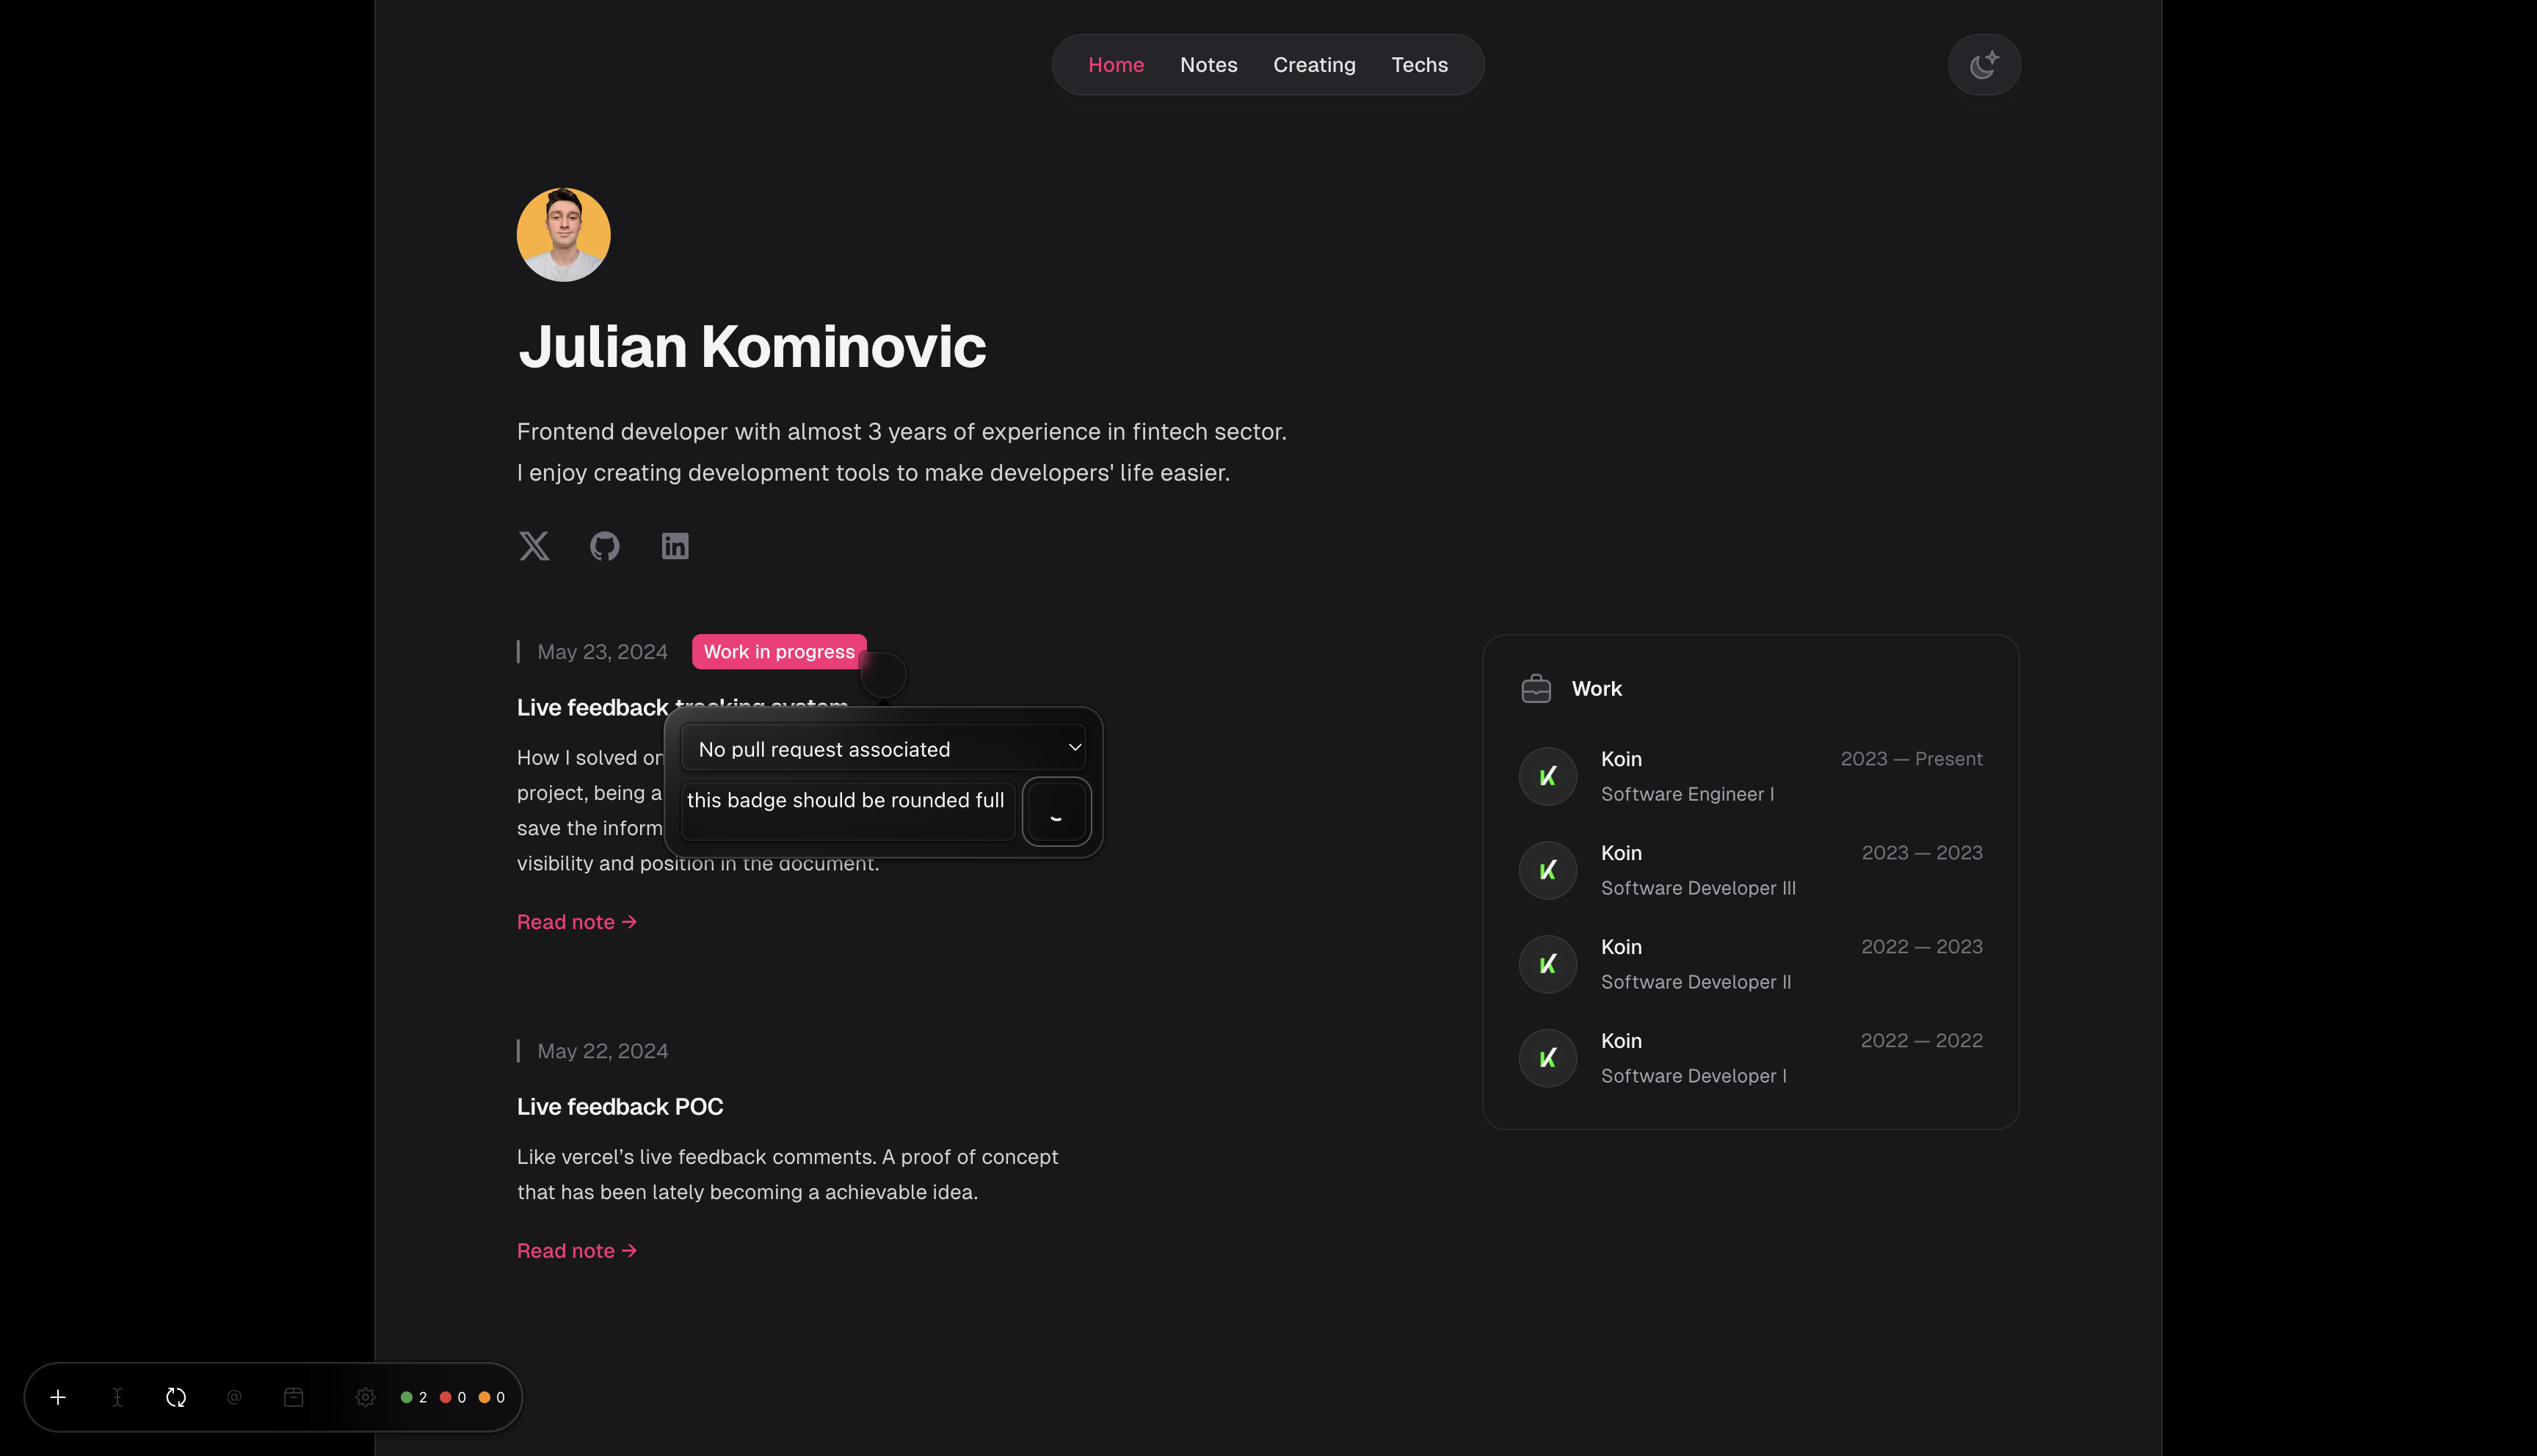 Home Notes Creating Techs
Julian Kominovic
Frontend developer with almost 3 years of experience in fintech sector.
I enjoy creating development tools to make developers' life easier.
May 23, 2024 Work in progress
Live feedback tracking system
How I solved
project, being a
save the inform
visibility and position in the document.
No pull request associated
this badge should be rounded full
Read note →
May 22, 2024
Live feedback POC
Like vercel’s live feedback comments. A proof of concept
that has been lately becoming a achievable idea.
Read note →
Work
Koin 2023 — Present
Software Engineer I
Koin 2023 — 2023
Software Developer III
Koin 2022 — 2023
Software Developer II
Koin 2022 — 2022
Software Developer I
2 0 0